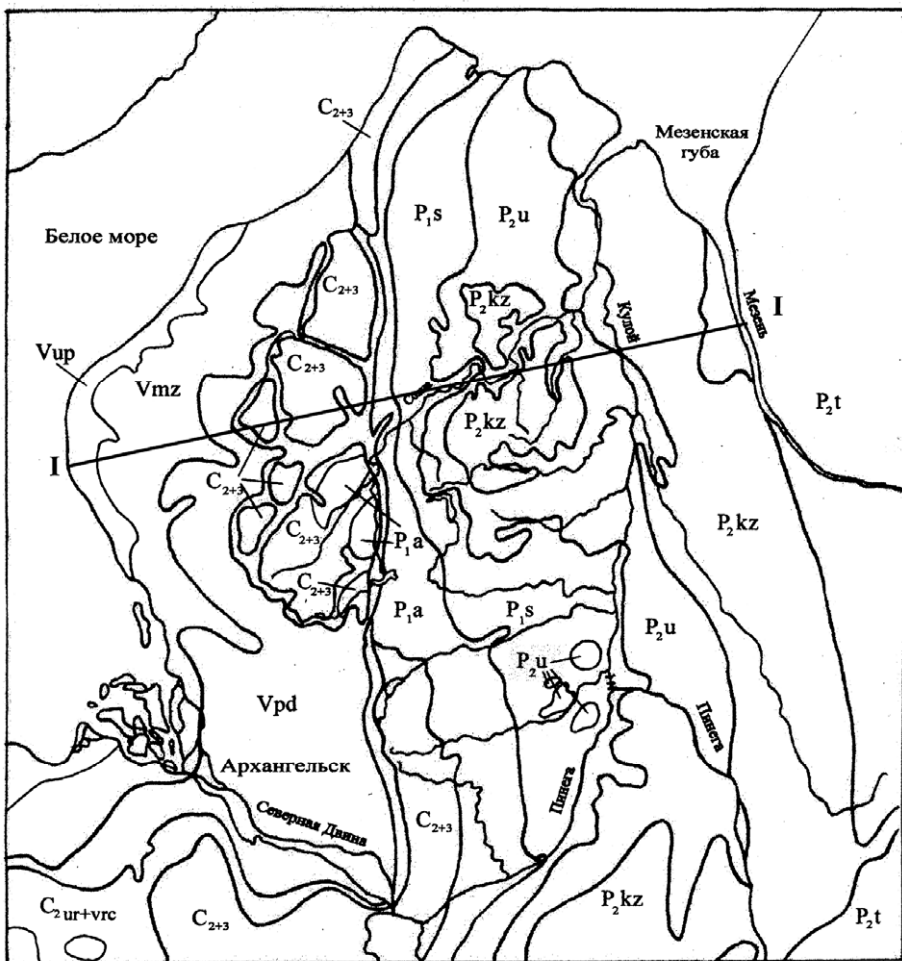 C₂₊₃
Мезенская
губа
P₁s
P₂u
Белое море
C₂₊₃
P₂kz
Кулой
Мезень
I
Vup
Vmz
C₂₊₃
P₂t
P₂kz
I
C₂₊₃
P₂kz
C₂₊₃
P₁a
C₂₊₃
P₁a
P₁s
P₂u
P₂u
Vpd
Пинега
Архангельск
Пинега
Северная Двина
C₂₊₃
P₂kz
C₂ur+vrc
C₂₊₃
P₂t